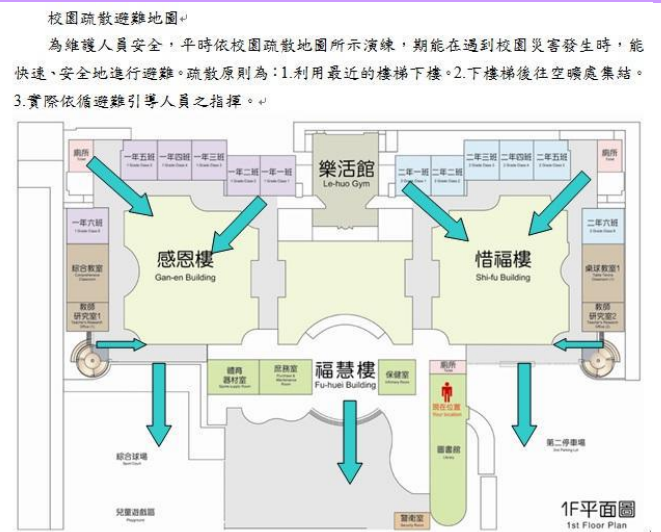 校園疏散避難地圖
為維護人員安全，平時依校園疏散地圖所示演練，期能在遇到校園災害發生時，能
快速、安全地進行避難。疏散原則為：1.利用最近的樓梯下樓。2.下樓梯後往空曠處集結。
3.實際依循避難引導人員之指揮。
廁所
Toilet
一年五班
一年四班
一年三班
一年二班
一年一班
樂活館
Le-huo Gym
二年一班
二年二班
二年三班
二年四班
二年五班
廁所
Toilet
一年六班
感恩樓
Gan-en Building
惜福樓
Shi-fu Building
二年六班
綜合教室
桌球教室1
教師
研究室1
教師
研究室2
體育
器材室
庶務室
福慧樓
Fu-huei Building
保健室
廁所
現在位置
Your location
圖書館
Library
綜合球場
第二停車場
兒童遊戲區
Playground
警衛室
1F平面圖
1st Floor Plan